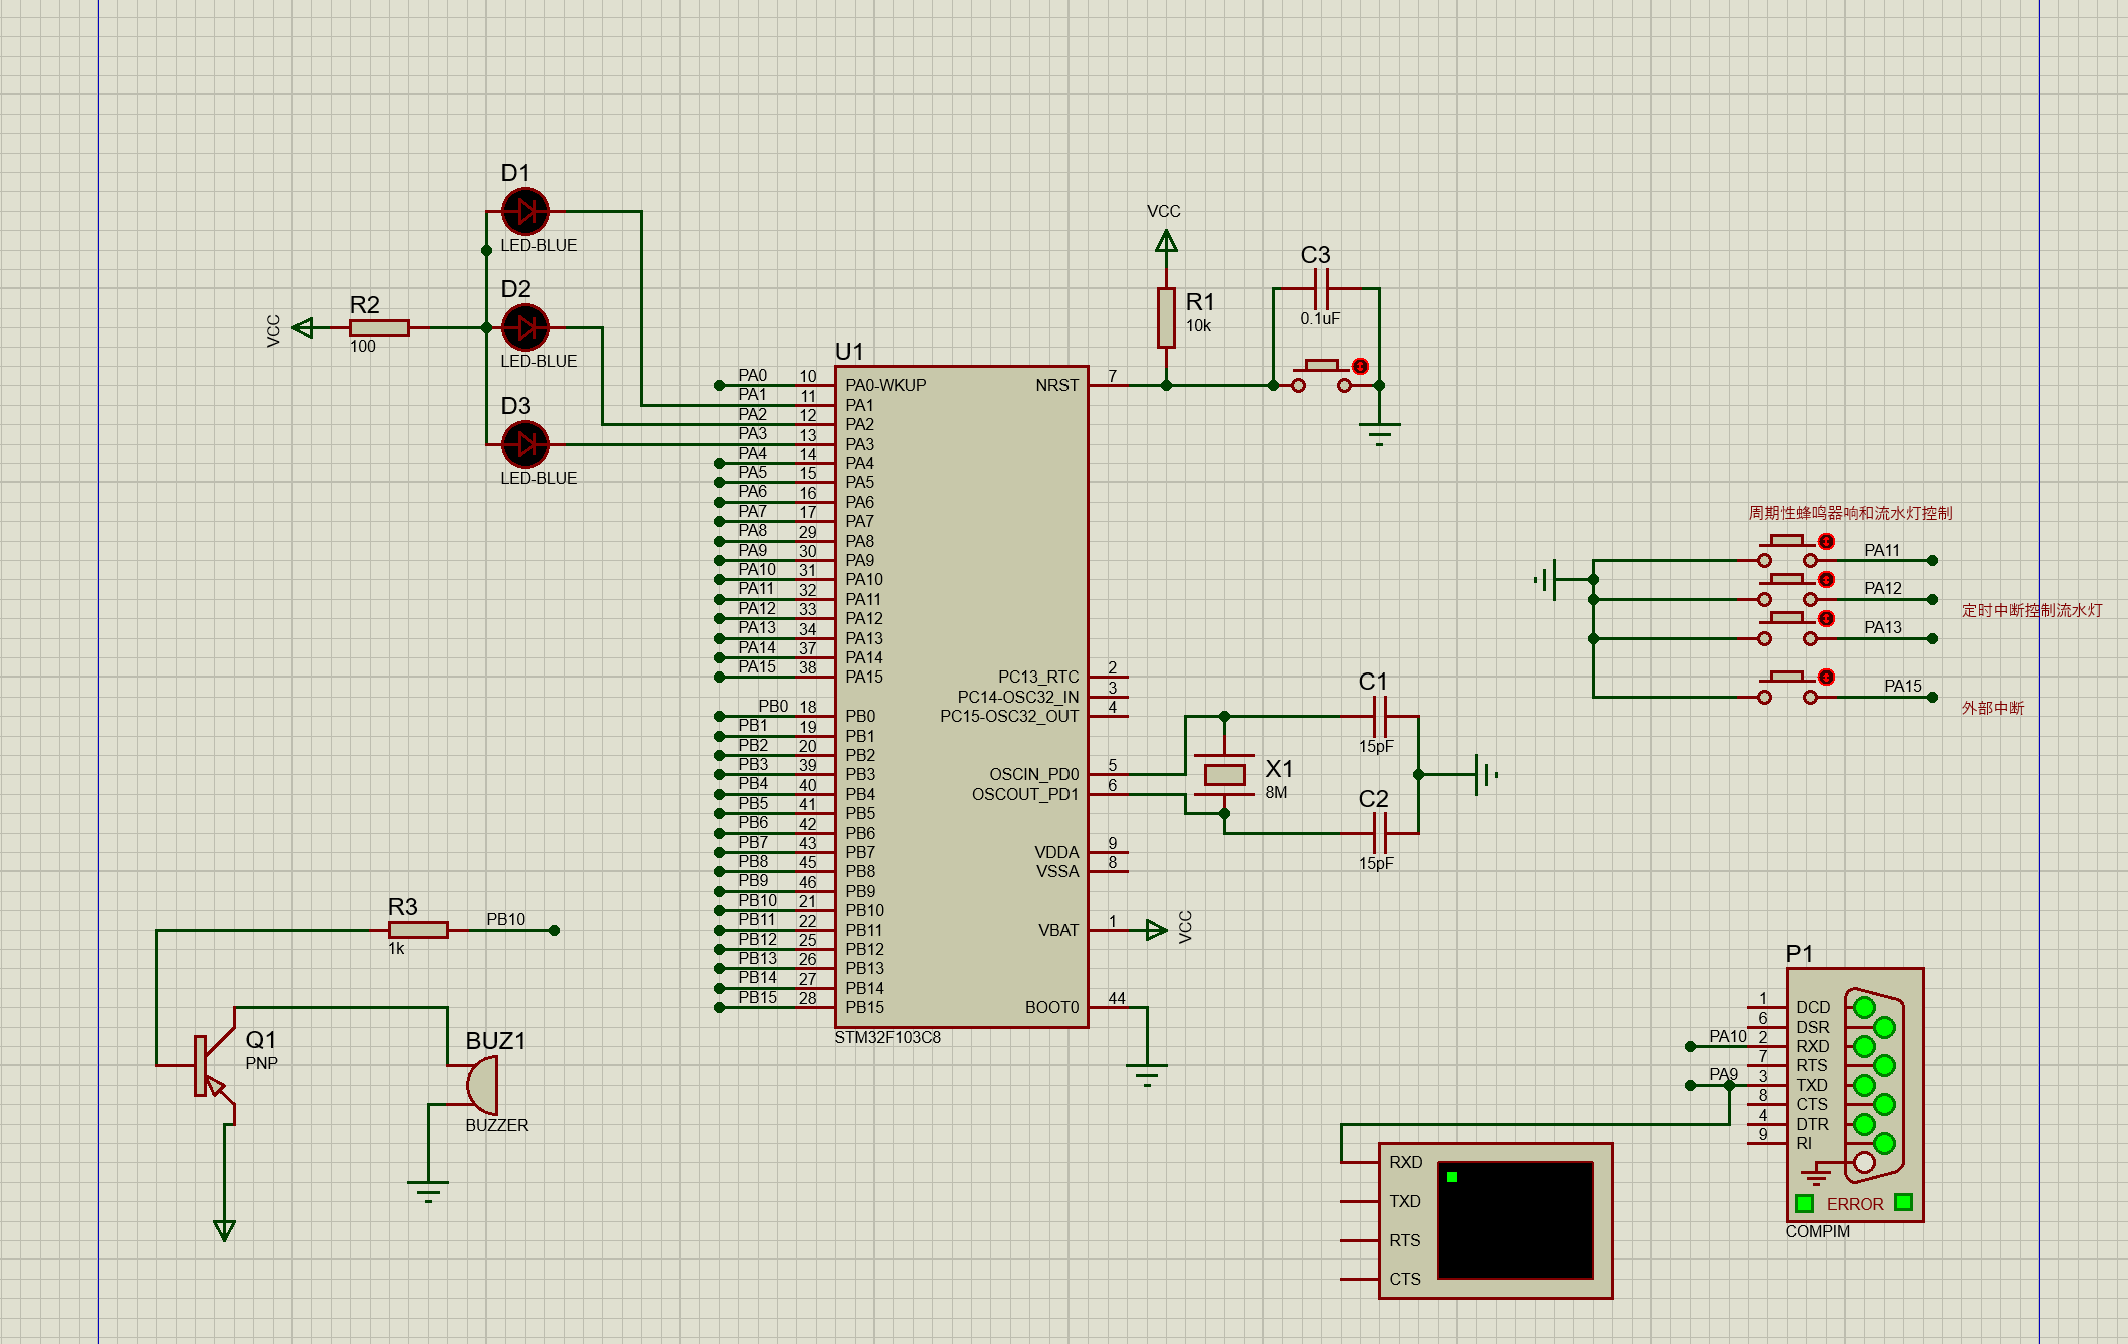 D1
LED-BLUE
D2
LED-BLUE
D3
LED-BLUE
VCC
R2
100
VCC
R1
10k
C3
0.1uF
U1
PA0 10 PA0-WKUP
PA1 11 PA1
PA2 12 PA2
PA3 13 PA3
PA4 14 PA4
PA5 15 PA5
PA6 16 PA6
PA7 17 PA7
PA8 29 PA8
PA9 30 PA9
PA10 31 PA10
PA11 32 PA11
PA12 33 PA12
PA13 34 PA13
PA14 37 PA14
PA15 38 PA15
PB0 18 PB0
PB1 19 PB1
PB2 20 PB2
PB3 39 PB3
PB4 40 PB4
PB5 41 PB5
PB6 42 PB6
PB7 43 PB7
PB8 45 PB8
PB9 46 PB9
PB10 21 PB10
PB11 22 PB11
PB12 25 PB12
PB13 26 PB13
PB14 27 PB14
PB15 28 PB15
NRST 7
PC13_RTC 2
PC14-OSC32_IN 3
PC15-OSC32_OUT 4
OSCIN_PD0 5
OSCOUT_PD1 6
VDDA 9
VSSA 8
VBAT 1
VCC
BOOT0 44
STM32F103C8
C1
15pF
X1
8M
C2
15pF
周期性蜂鸣器响和流水灯控制
PA11
PA12
定时中断控制流水灯
PA13
PA15
外部中断
R3
1k
PB10
Q1
PNP
BUZ1
BUZZER
P1
1 DCD
6 DSR
PA10 2 RXD
7 RTS
PA9 3 TXD
8 CTS
4 DTR
9 RI
ERROR
COMPIM
RXD
TXD
RTS
CTS